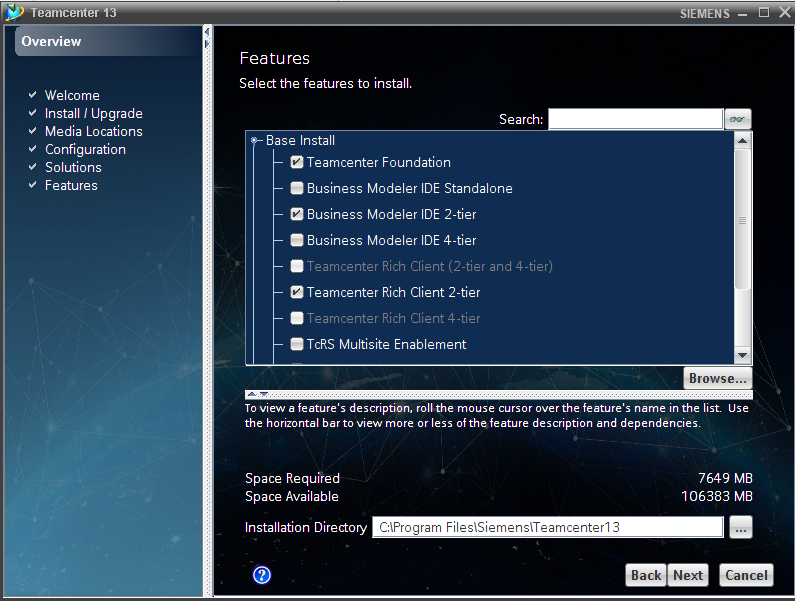 Teamcenter 13
SIEMENS
Overview
Welcome
Install / Upgrade
Media Locations
Configuration
Solutions
Features
Features
Select the features to install.
Search:
Base Install
Teamcenter Foundation
Business Modeler IDE Standalone
Business Modeler IDE 2-tier
Business Modeler IDE 4-tier
Teamcenter Rich Client (2-tier and 4-tier)
Teamcenter Rich Client 2-tier
Teamcenter Rich Client 4-tier
TcRS Multisite Enablement
Browse...
To view a feature's description, roll the mouse cursor over the feature's name in the list. Use
the horizontal bar to view more or less of the feature description and dependencies.
Space Required 7649 MB
Space Available 106383 MB
Installation Directory C:\Program Files\Siemens\Teamcenter13 ...
? Back Next Cancel